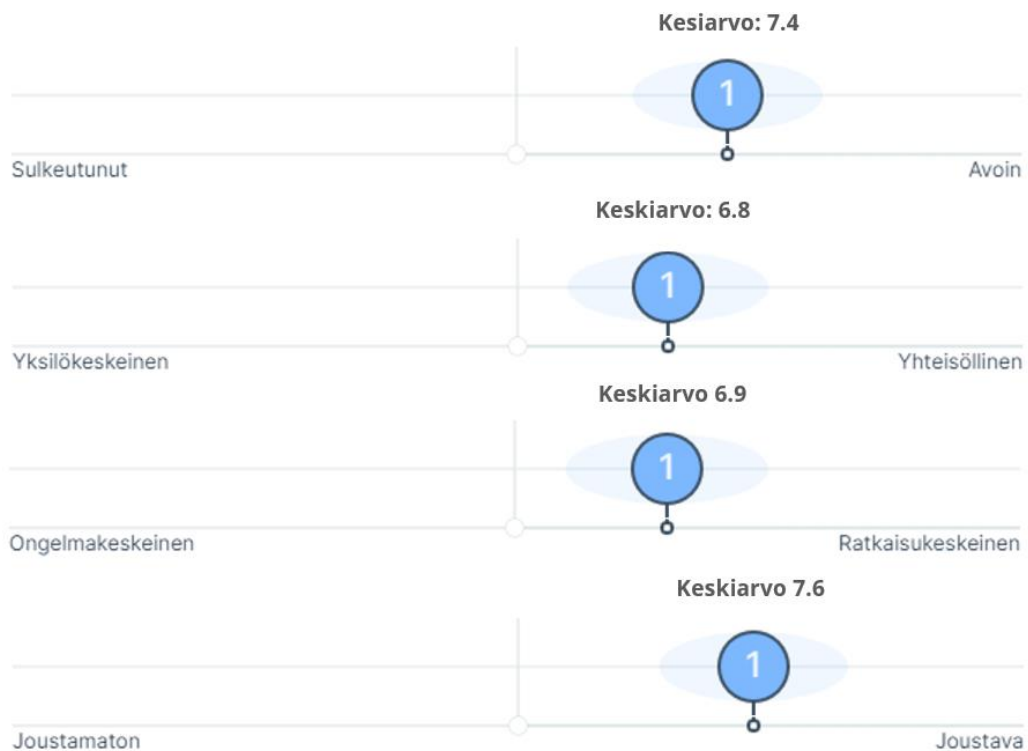 Kesiarvo: 7.4
1
Sulkeutunut
Avoin
Keskiarvo: 6.8
1
Yksilökeskeinen
Yhteisöllinen
Keskiarvo 6.9
1
Ongelmakeskeinen
Ratkaisukeskeinen
Keskiarvo 7.6
1
Joustamaton
Joustava